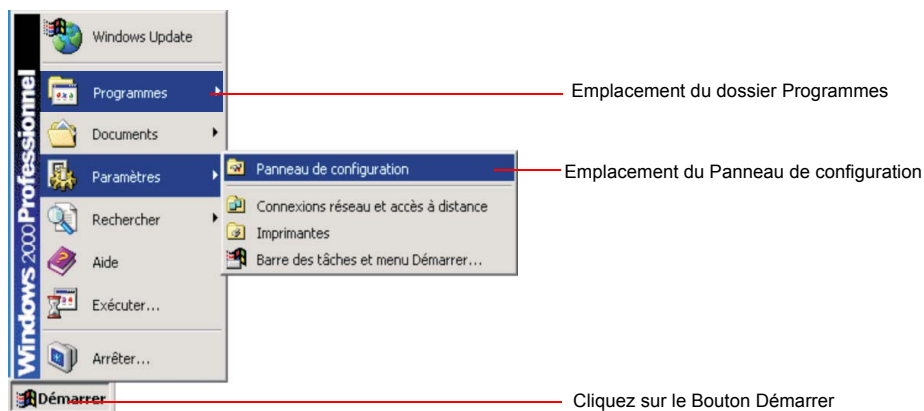 Windows 2000 Professionnel
Windows Update
Programmes
Documents
Paramètres
Rechercher
Aide
Exécuter...
Arrêter...
Démarrer
Panneau de configuration
Connexions réseau et accès à distance
Imprimantes
Barre des tâches et menu Démarrer...
Emplacement du dossier Programmes
Emplacement du Panneau de configuration
Cliquez sur le Bouton Démarrer